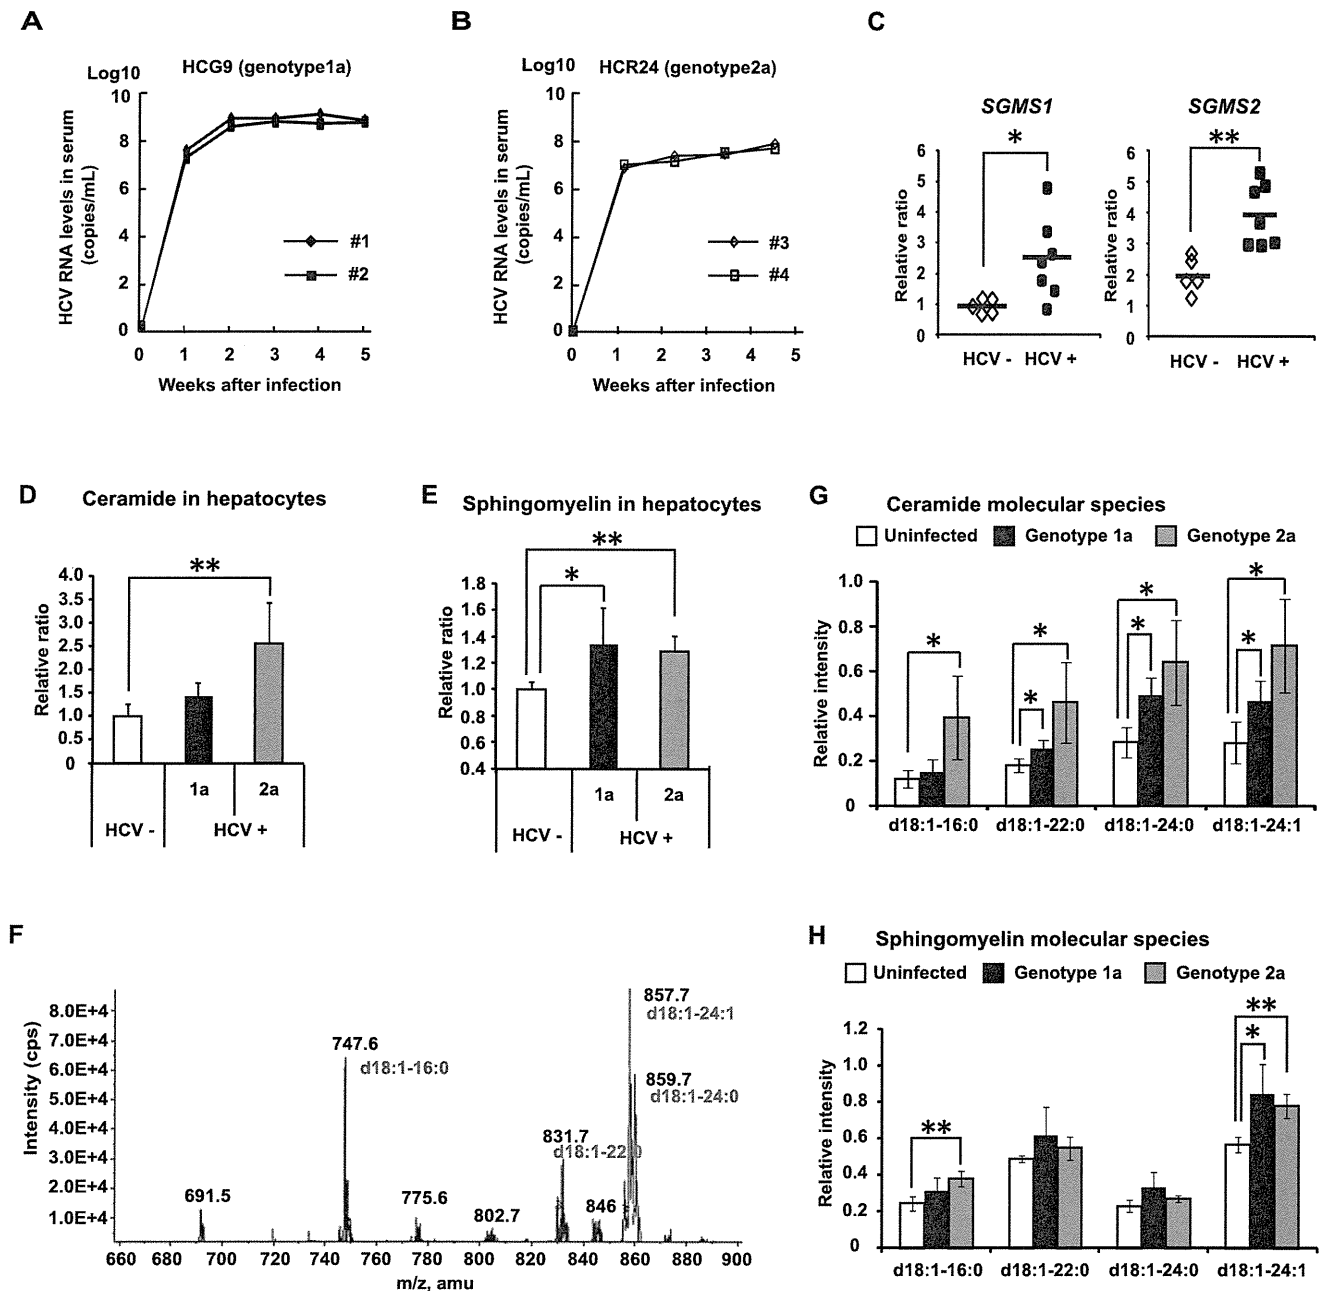 A
HCG9 (genotype1a)
Log10
HCV RNA levels in serum
(copies/mL)
10
8
6
4
2
0
#1
#2
0 1 2 3 4 5
Weeks after infection
B
HCR24 (genotype2a)
Log10
HCV RNA levels in serum
(copies/mL)
10
8
6
4
2
0
#3
#4
0 1 2 3 4 5
Weeks after infection
C
SGMS1
*
Relative ratio
6
5
4
3
2
1
0
HCV - HCV +
SGMS2
**
Relative ratio
6
5
4
3
2
1
0
HCV - HCV +
D
Ceramide in hepatocytes
**
Relative ratio
4.0
3.5
3.0
2.5
2.0
1.5
1.0
0.5
0
1a 2a
HCV - HCV +
E
Sphingomyelin in hepatocytes
**
*
Relative ratio
1.8
1.6
1.4
1.2
1.0
0.8
0.6
0.4
1a 2a
HCV - HCV +
G
Ceramide molecular species
Uninfected Genotype 1a Genotype 2a
Relative intensity
1.0
0.8
0.6
0.4
0.2
0
* * * * * * *
d18:1-16:0 d18:1-22:0 d18:1-24:0 d18:1-24:1
F
Intensity (cps)
8.0E+4
7.0E+4
6.0E+4
5.0E+4
4.0E+4
3.0E+4
2.0E+4
1.0E+4
691.5
747.6
d18:1-16:0
775.6
802.7
831.7
d18:1-22:0
846
857.7
d18:1-24:1
859.7
d18:1-24:0
660 680 700 720 740 760 780 800 820 840 860 880 900
m/z, amu
H
Sphingomyelin molecular species
Uninfected Genotype 1a Genotype 2a
Relative intensity
1.2
1.0
0.8
0.6
0.4
0.2
0
** ** *
d18:1-16:0 d18:1-22:0 d18:1-24:0 d18:1-24:1